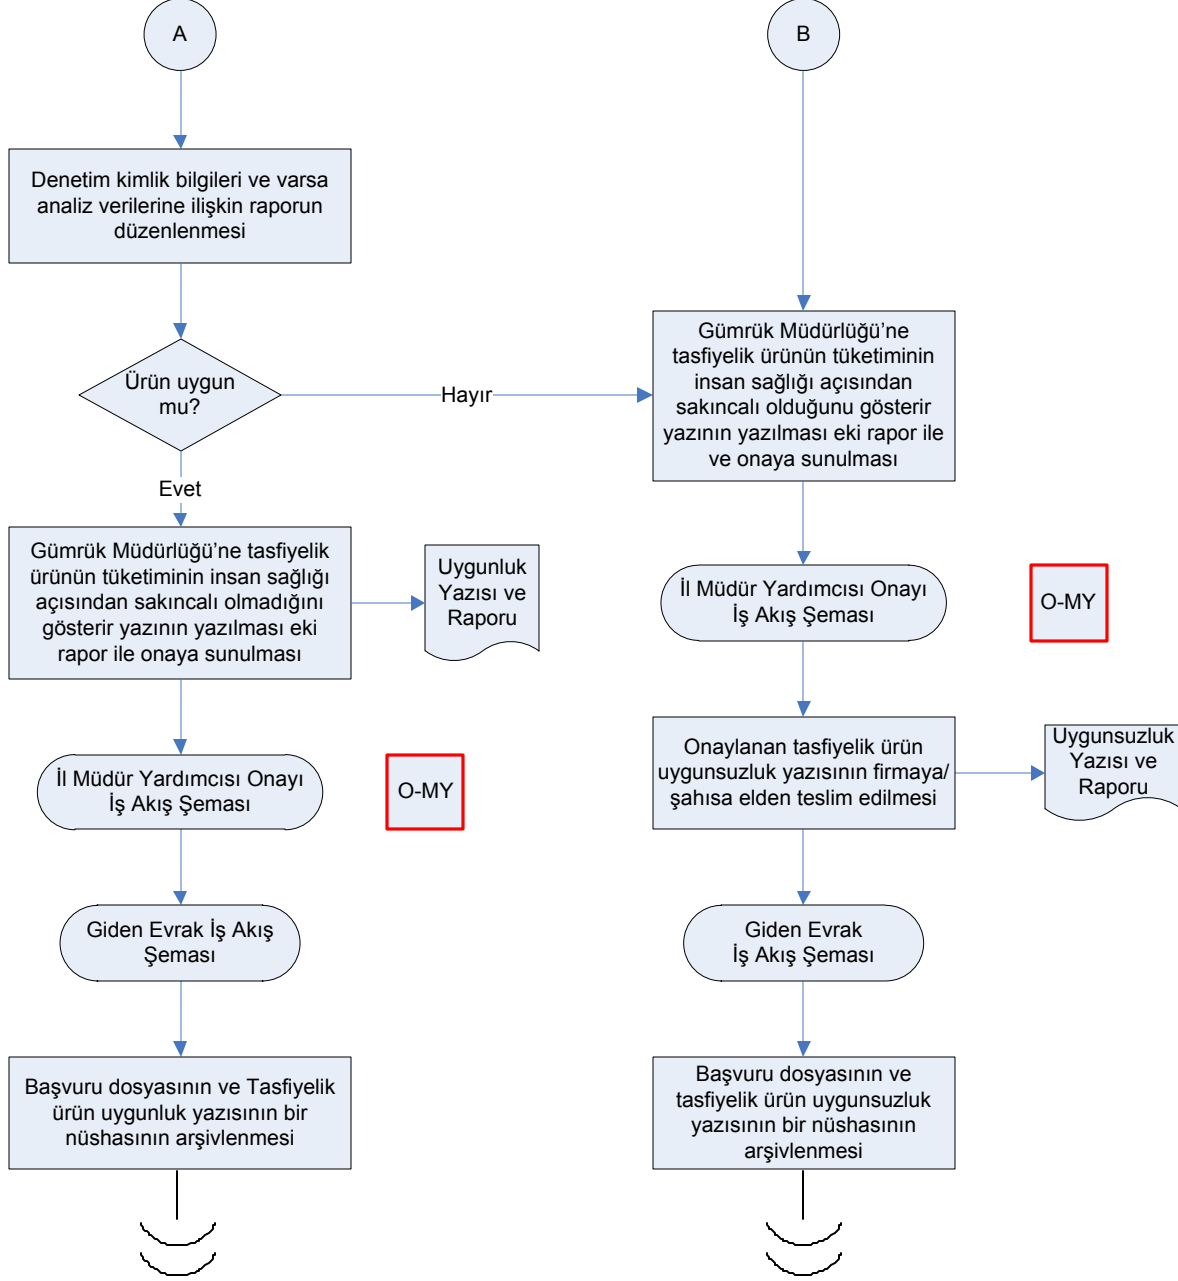 A
Denetim kimlik bilgileri ve varsa
analiz verilerine ilişkin raporun
düzenlenmesi
Ürün uygun
mu?
Hayır
Evet
Gümrük Müdürlüğü’ne tasfiyelik
ürünün tüketiminin insan sağlığı
açısından sakıncalı olmadığını
gösterir yazının yazılması eki
rapor ile onaya sunulması
Uygunluk
Yazısı ve
Raporu
İl Müdür Yardımcısı Onayı
İş Akış Şeması
O-MY
Giden Evrak İş Akış
Şeması
Başvuru dosyasının ve Tasfiyelik
ürün uygunluk yazısının bir
nüshasının arşivlenmesi
B
Gümrük Müdürlüğü’ne
tasfiyelik ürünün tüketiminin
insan sağlığı açısından
sakıncalı olduğunu gösterir
yazının yazılması eki rapor ile
ve onaya sunulması
İl Müdür Yardımcısı Onayı
İş Akış Şeması
O-MY
Onaylanan tasfiyelik ürün
uygunsuzluk yazısının firmaya/
şahısa elden teslim edilmesi
Uygunsuzluk
Yazısı ve
Raporu
Giden Evrak
İş Akış Şeması
Başvuru dosyasının ve
tasfiyelik ürün uygunsuzluk
yazısının bir nüshasının
arşivlenmesi